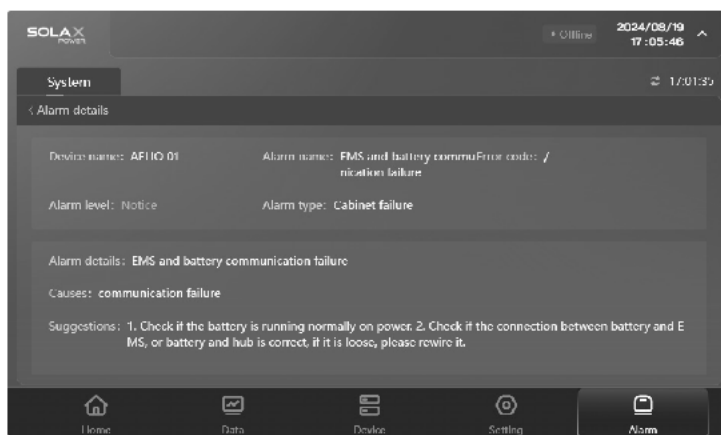 SOLAX
POWER
Offline
2024/08/19
17:05:46
System
17:01:35
< Alarm details
Device name: 01
Alarm name: EMS and battery commu
nication failure
Error code: /
Alarm level: Notice
Alarm type: Cabinet failure
Alarm details: EMS and battery communication failure
Causes: communication failure
Suggestions: 1. Check if the battery is running normally on power. 2. Check if the connection between battery and E
MS, or battery and hub is correct, if it is loose, please rewire it.
Home
Data
Device
Setting
Alarm